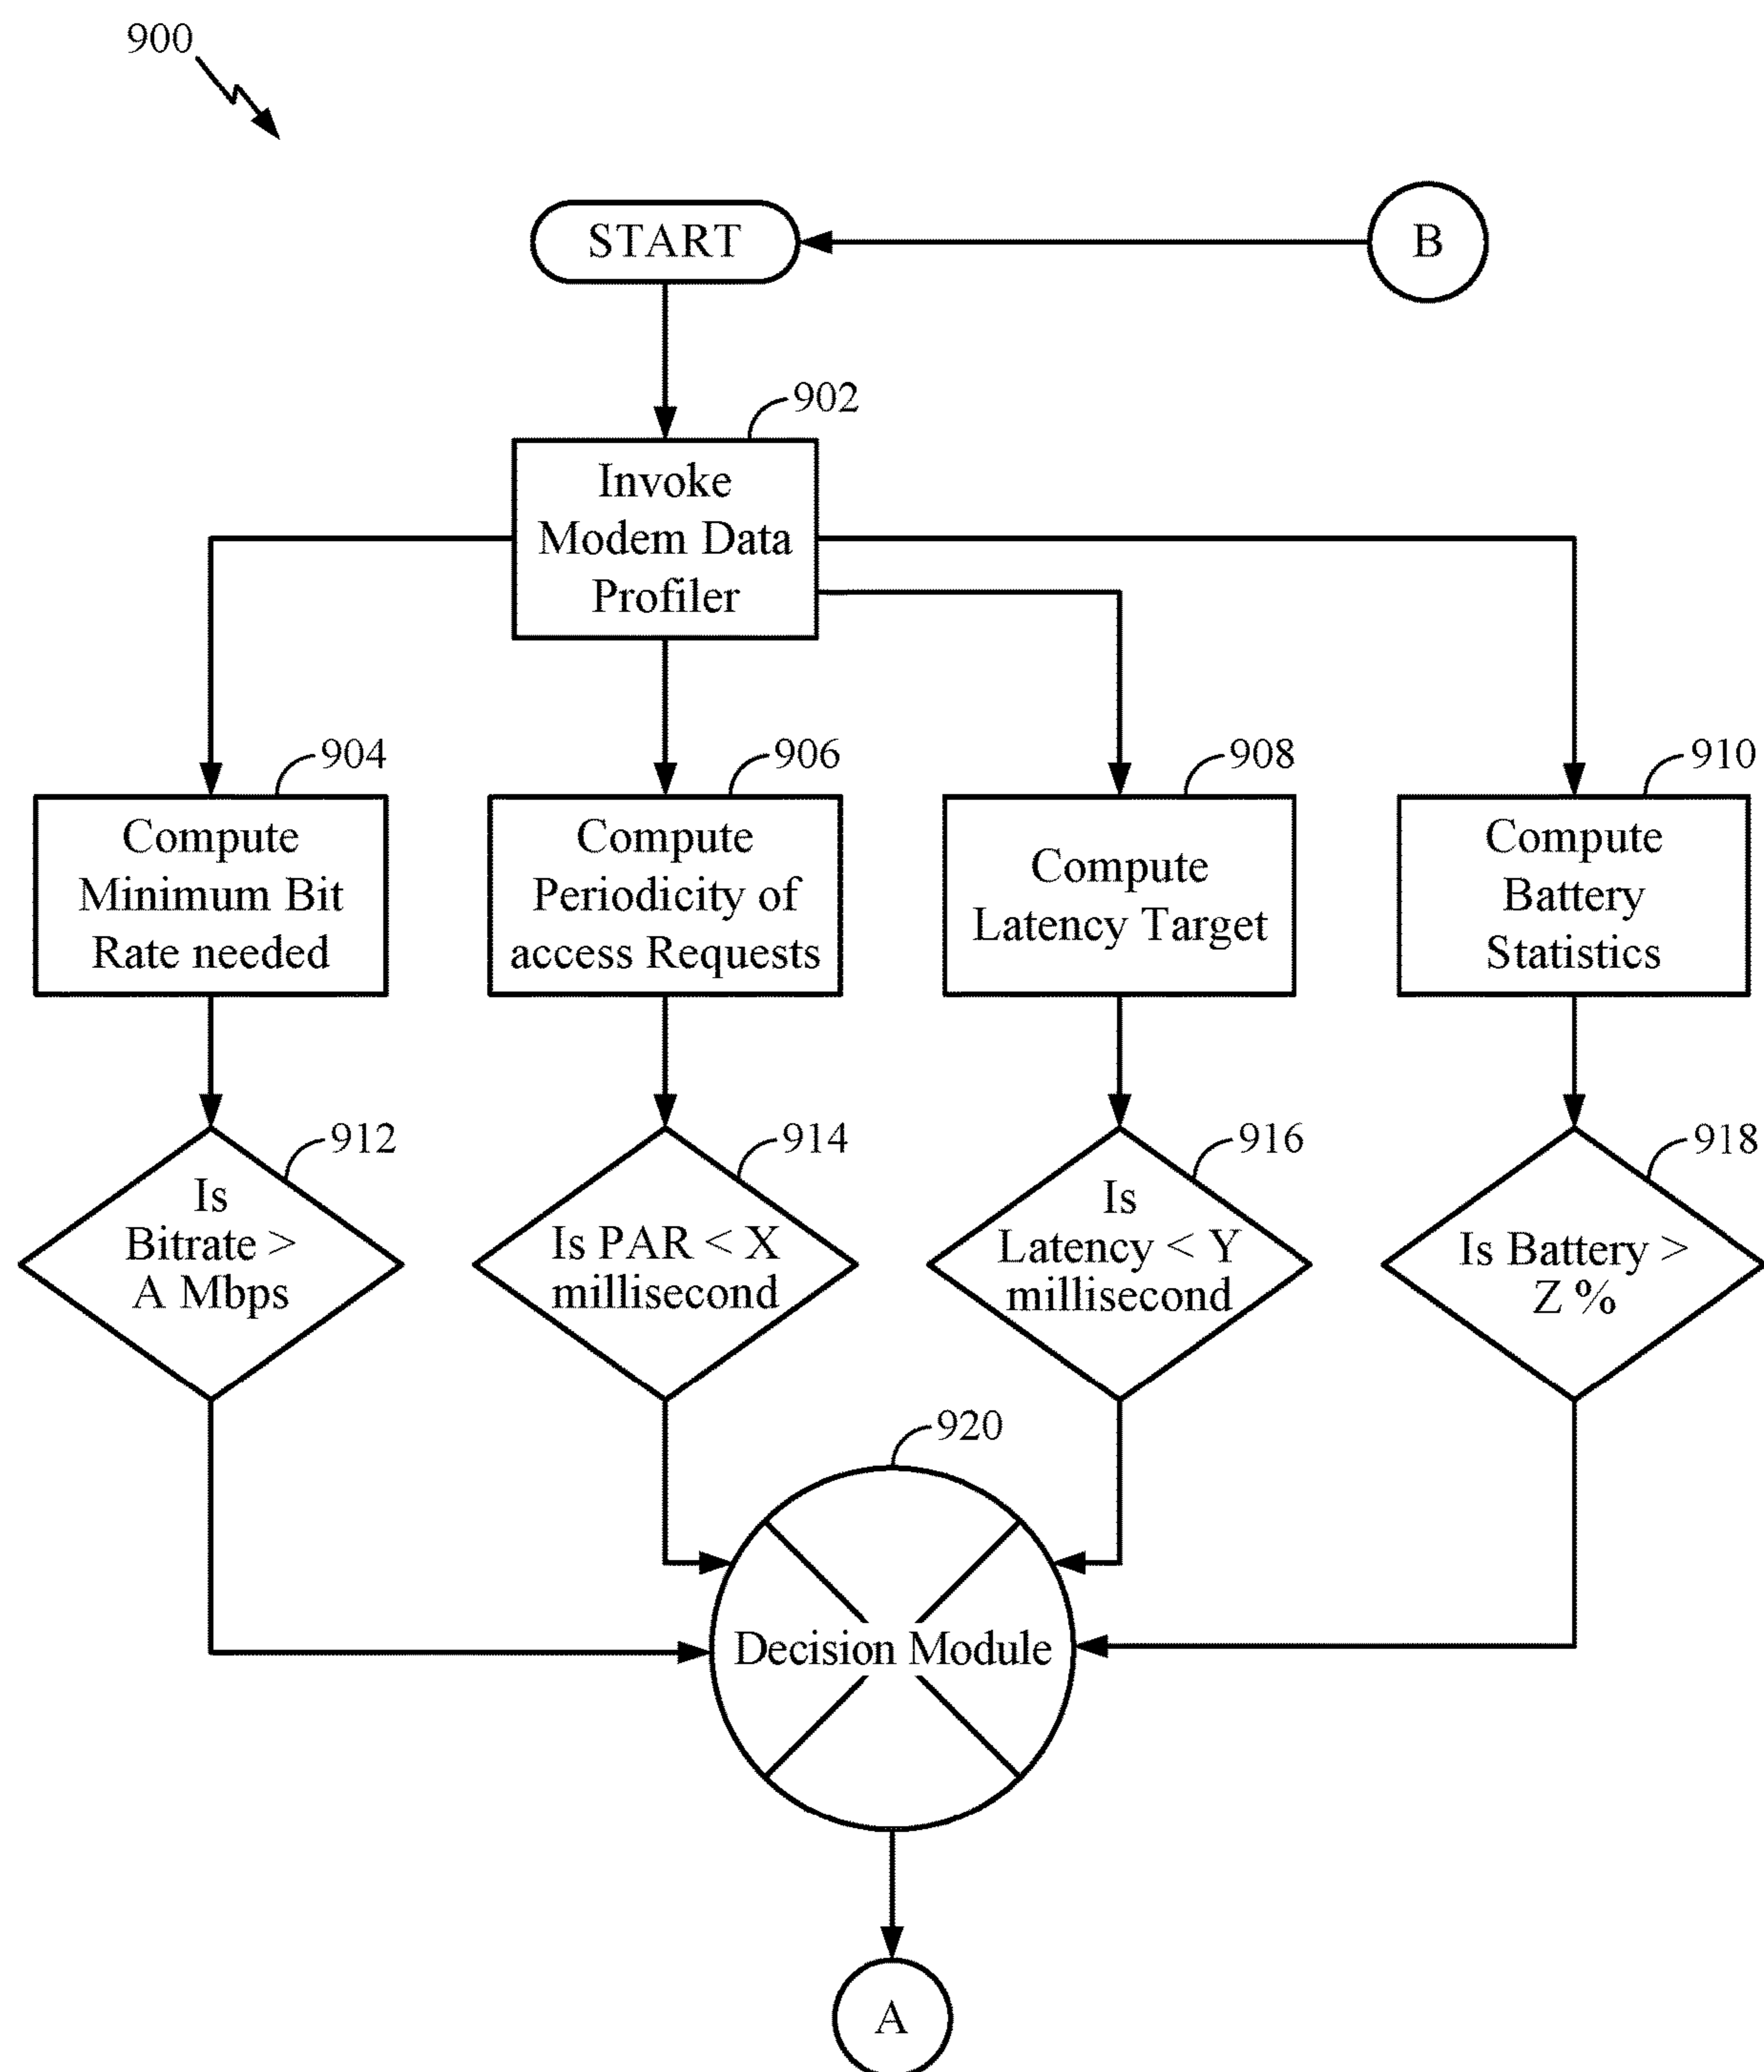 900
START
B
902
Invoke
Modem Data
Profiler
904
906
908
910
Compute
Minimum Bit
Rate needed
Compute
Periodicity of
access Requests
Compute
Latency Target
Compute
Battery
Statistics
912
914
916
918
Is
Bitrate >
A Mbps
Is PAR < X
millisecond
Is
Latency < Y
millisecond
Is Battery >
Z %
920
Decision Module
A